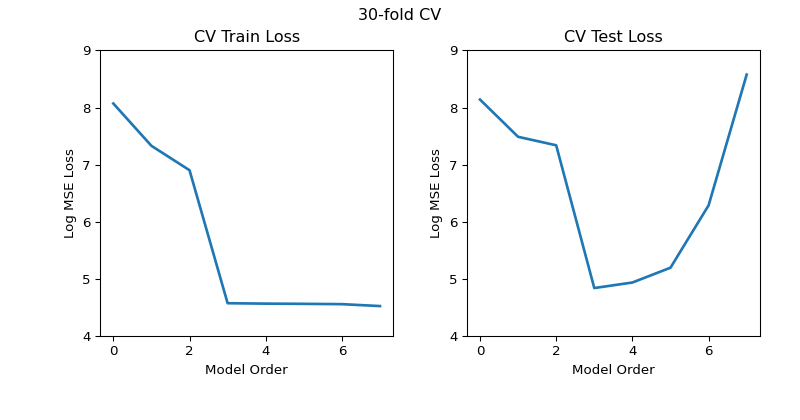 30-fold CV
CV Train Loss
9
8
7
6
5
4
Log MSE Loss
0 2 4 6
Model Order
CV Test Loss
9
8
7
6
5
4
Log MSE Loss
0 2 4 6
Model Order